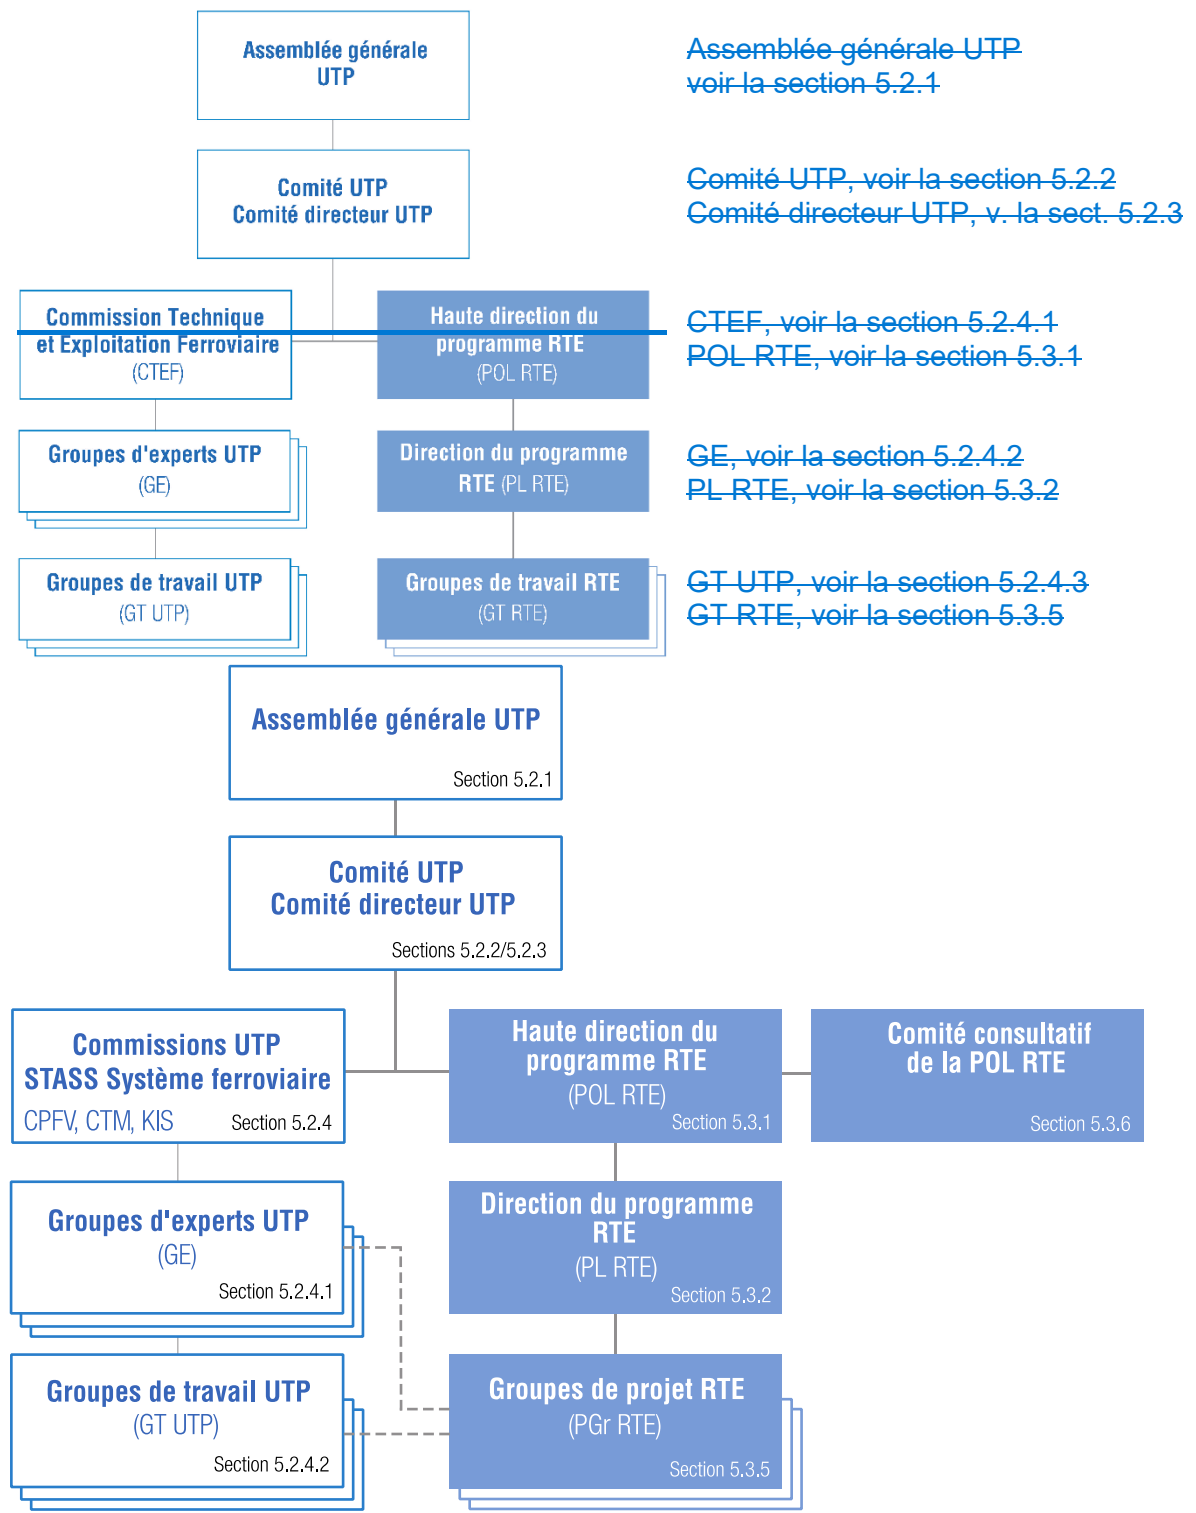 Assemblée générale
UTP
Assemblée générale UTP
voir la section 5.2.1
Comité UTP
Comité directeur UTP
Comité UTP, voir la section 5.2.2
Comité directeur UTP, v. la sect. 5.2.3
Commission Technique
et Exploitation Ferroviaire
(CTEF)
Haute direction du
programme RTE
(POL RTE)
CTEF, voir la section 5.2.4.1
POL RTE, voir la section 5.3.1
Groupes d'experts UTP
(GE)
Direction du programme
RTE (PL RTE)
GE, voir la section 5.2.4.2
PL RTE, voir la section 5.3.2
Groupes de travail UTP
(GT UTP)
Groupes de travail RTE
(GT RTE)
GT UTP, voir la section 5.2.4.3
GT RTE, voir la section 5.3.5
Assemblée générale UTP
Section 5.2.1
Comité UTP
Comité directeur UTP
Sections 5.2.2/5.2.3
Commissions UTP
STASS Système ferroviaire
CPFV, CTM, KIS
Section 5.2.4
Haute direction du
programme RTE
(POL RTE)
Section 5.3.1
Comité consultatif
de la POL RTE
Section 5.3.6
Groupes d'experts UTP
(GE)
Section 5.2.4.1
Direction du programme
RTE
(PL RTE)
Section 5.3.2
Groupes de travail UTP
(GT UTP)
Section 5.2.4.2
Groupes de projet RTE
(PGr RTE)
Section 5.3.5